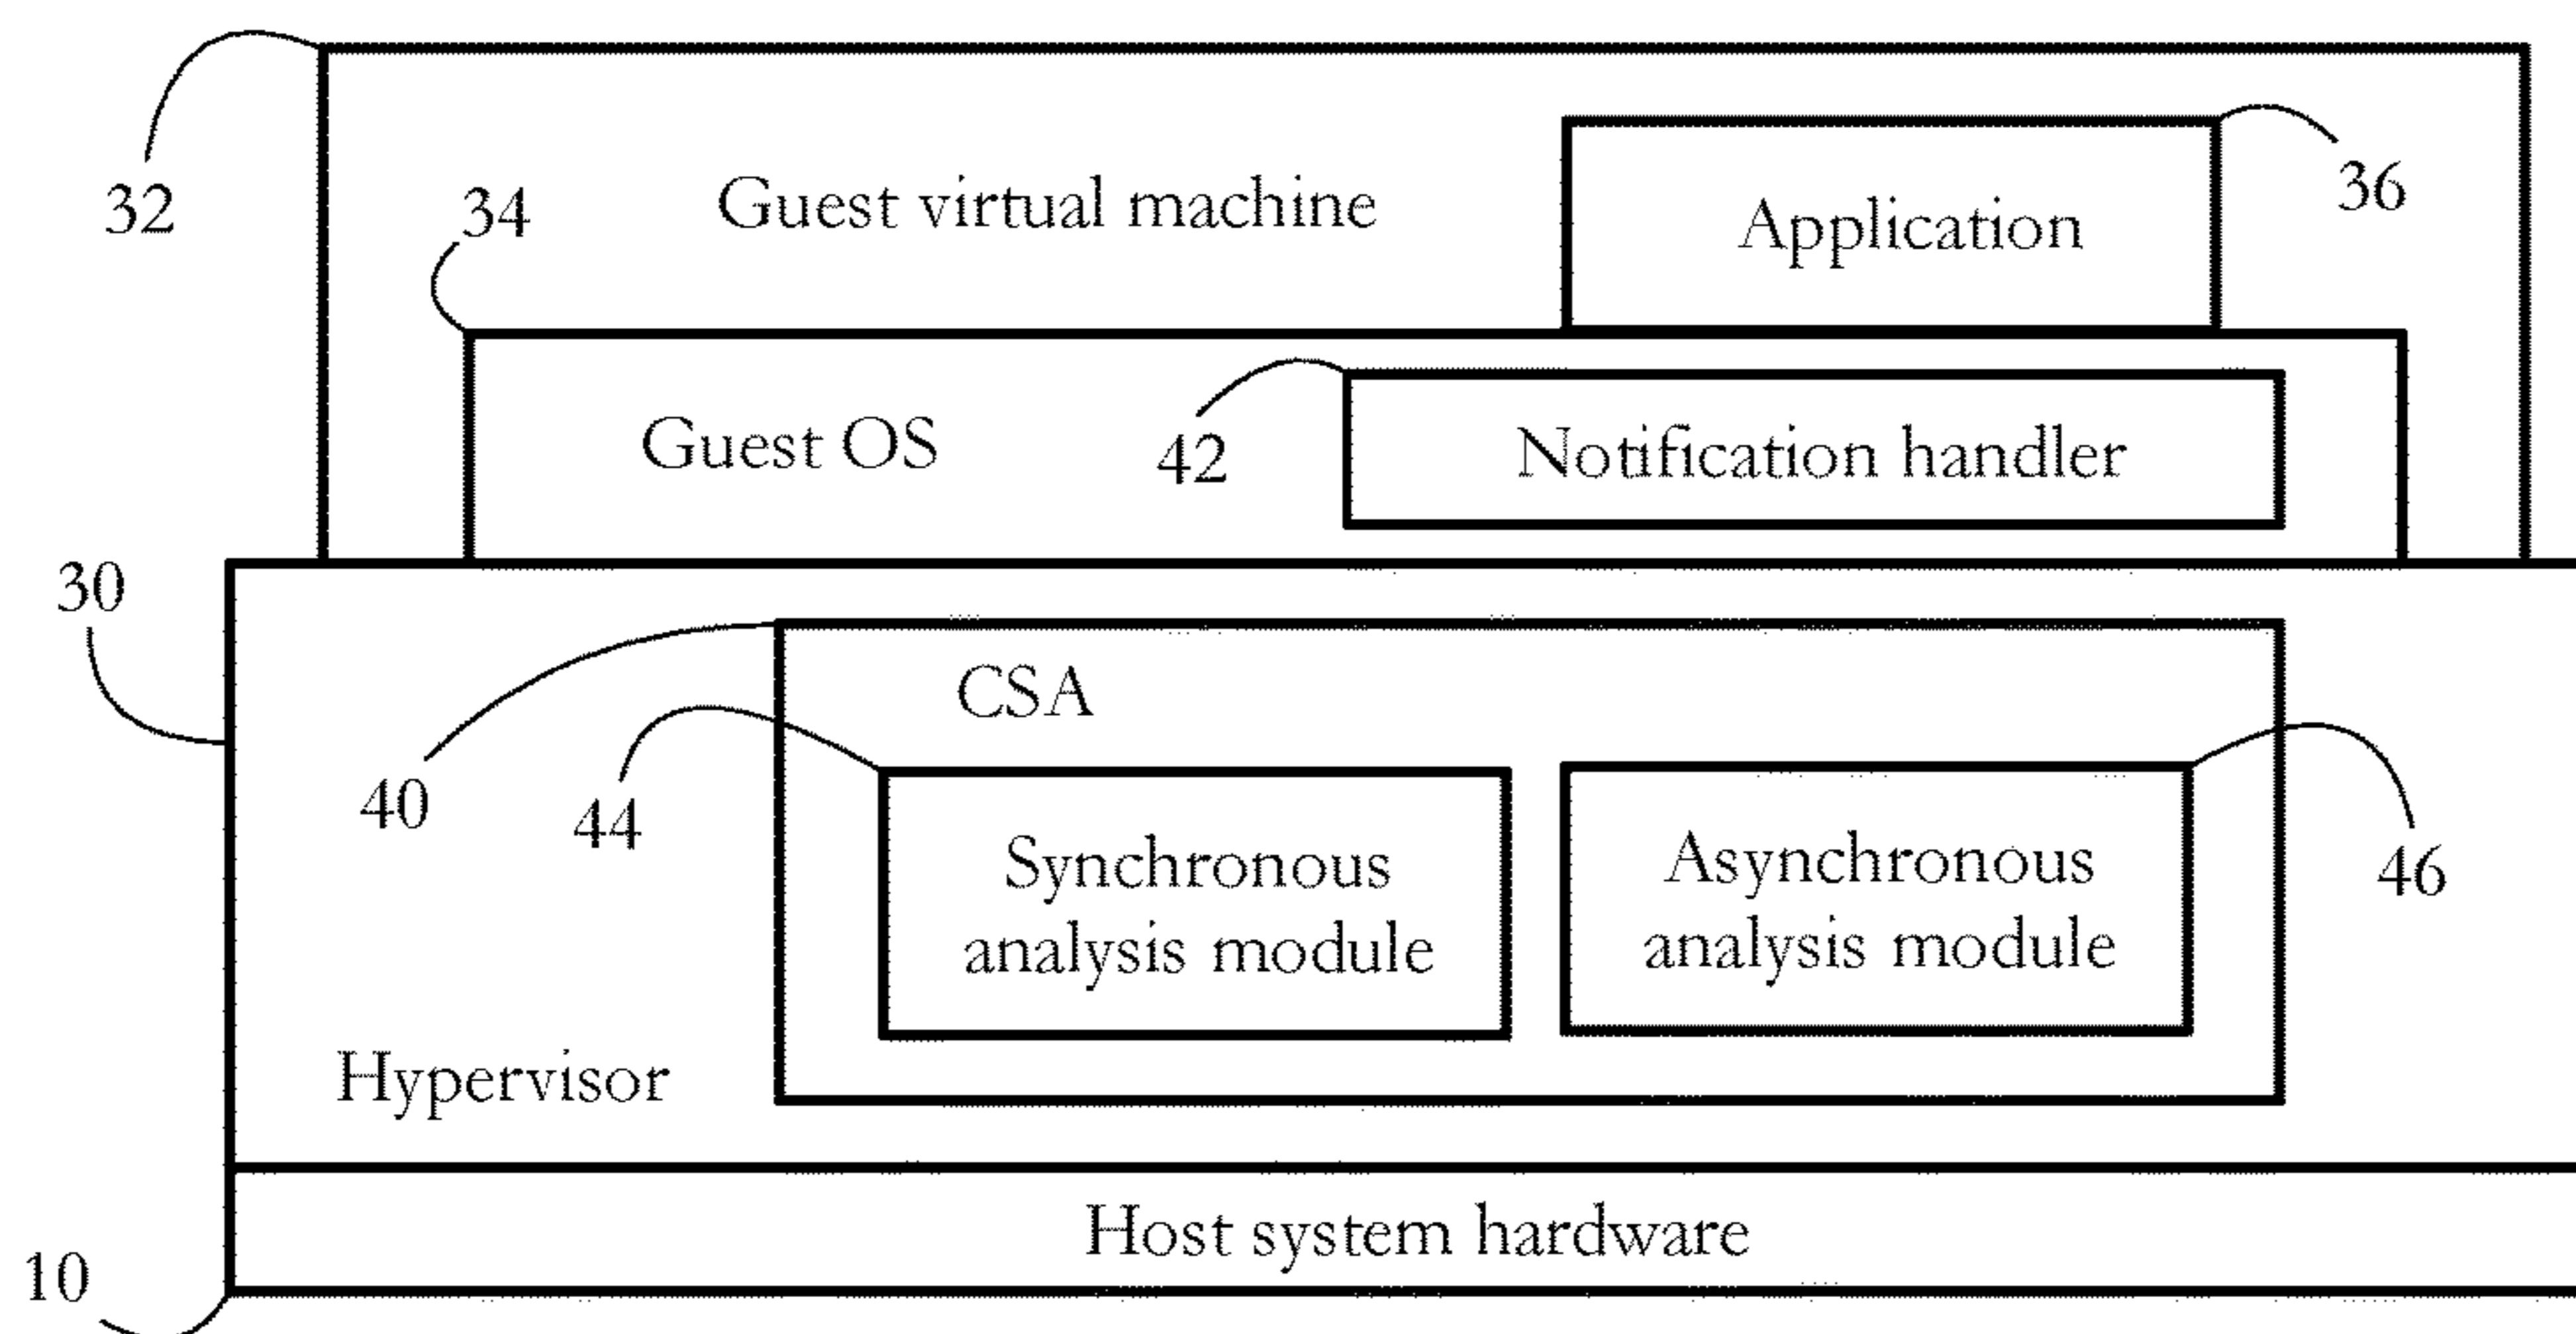 32
34
Guest virtual machine
Application
36
Guest OS
42
Notification handler
30
CSA
40
44
Synchronous
analysis module
Asynchronous
analysis module
46
Hypervisor
Host system hardware
10